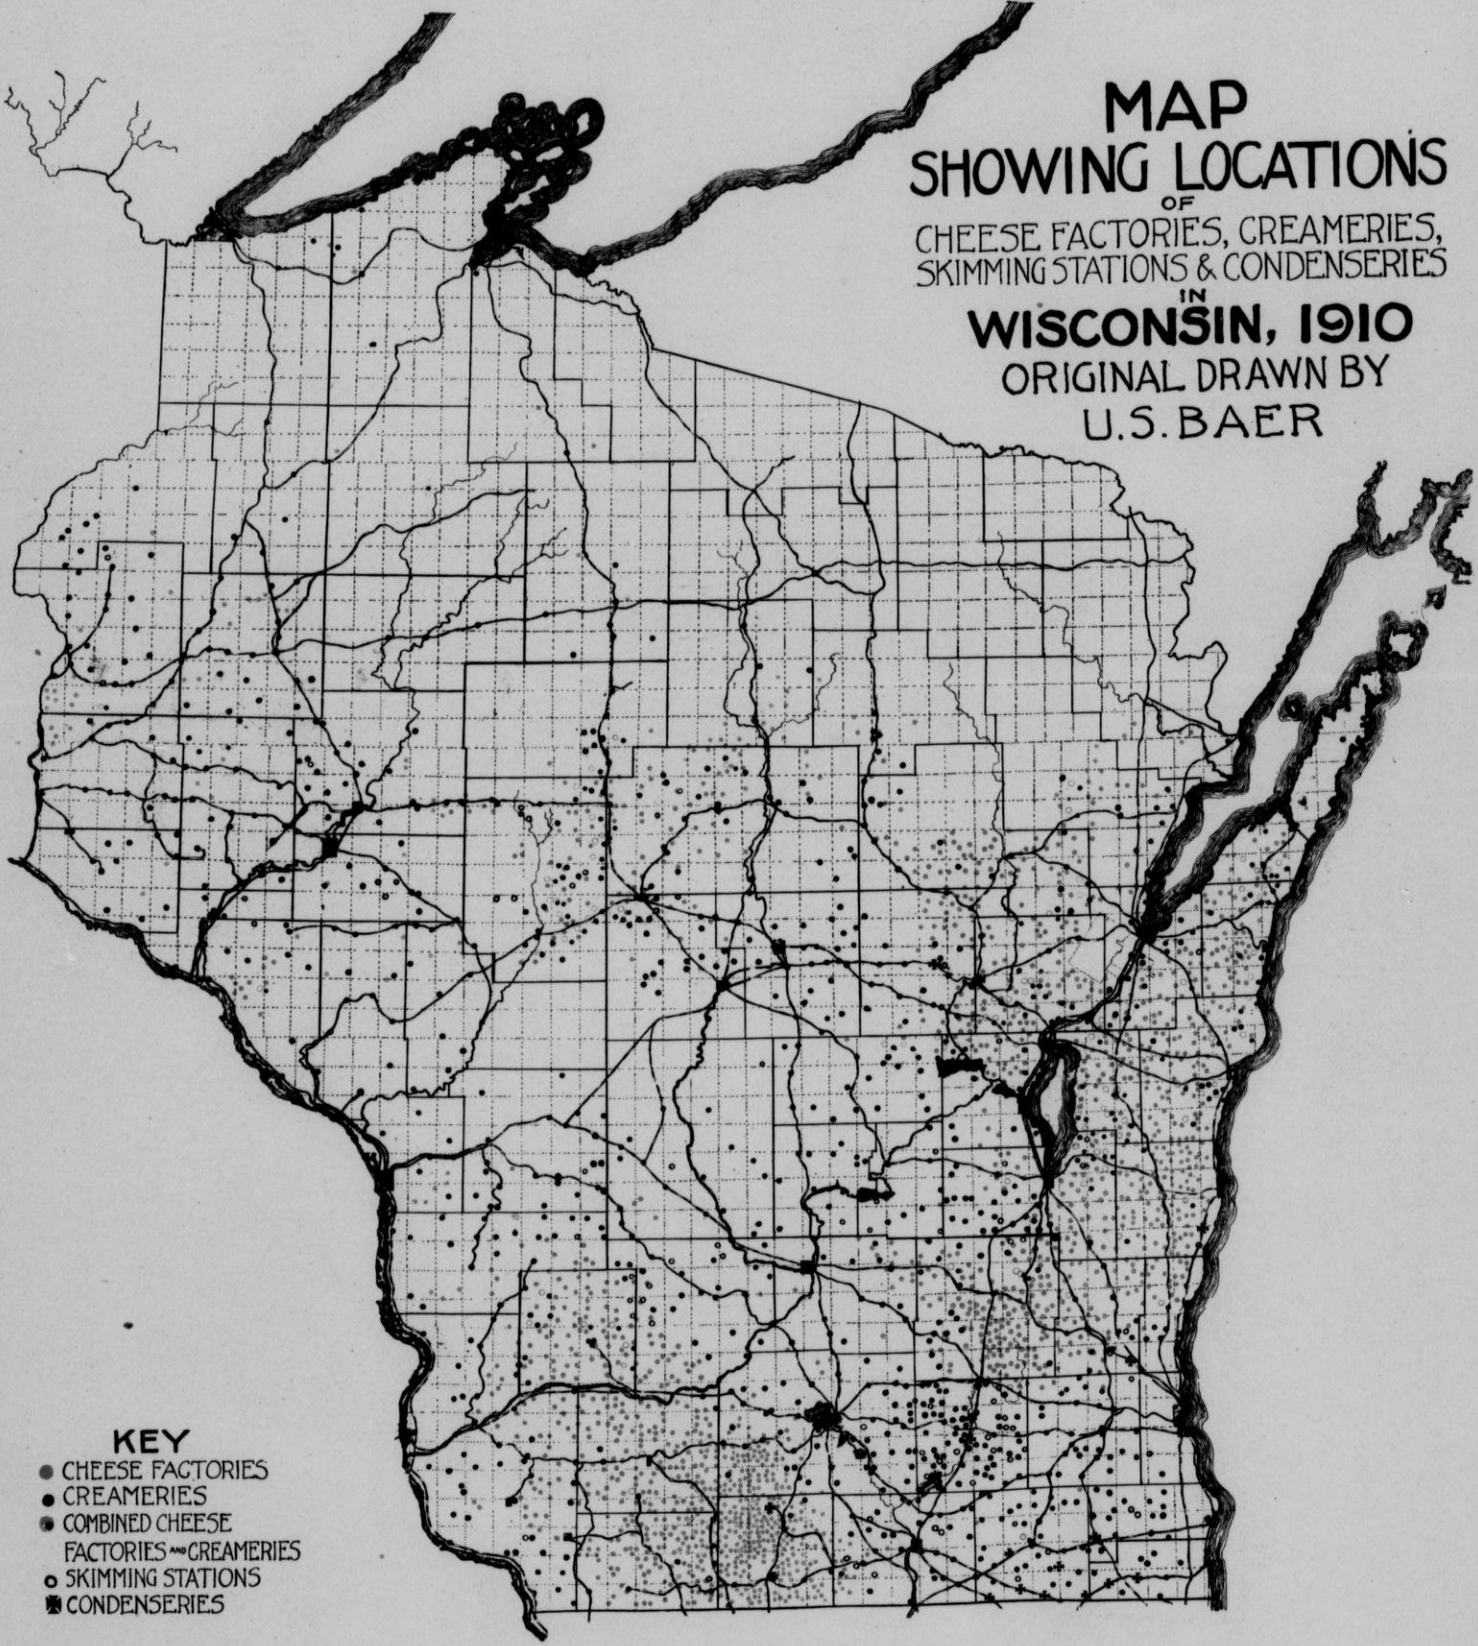 MAP
SHOWING LOCATIONS
OF
CHEESE FACTORIES, CREAMERIES,
SKIMMING STATIONS & CONDENSERIES
IN
WISCONSIN, 1910
ORIGINAL DRAWN BY
U.S. BAER
KEY
CHEESE FACTORIES
CREAMERIES
COMBINED CHEESE
FACTORIES AND CREAMERIES
SKIMMING STATIONS
CONDENSERIES